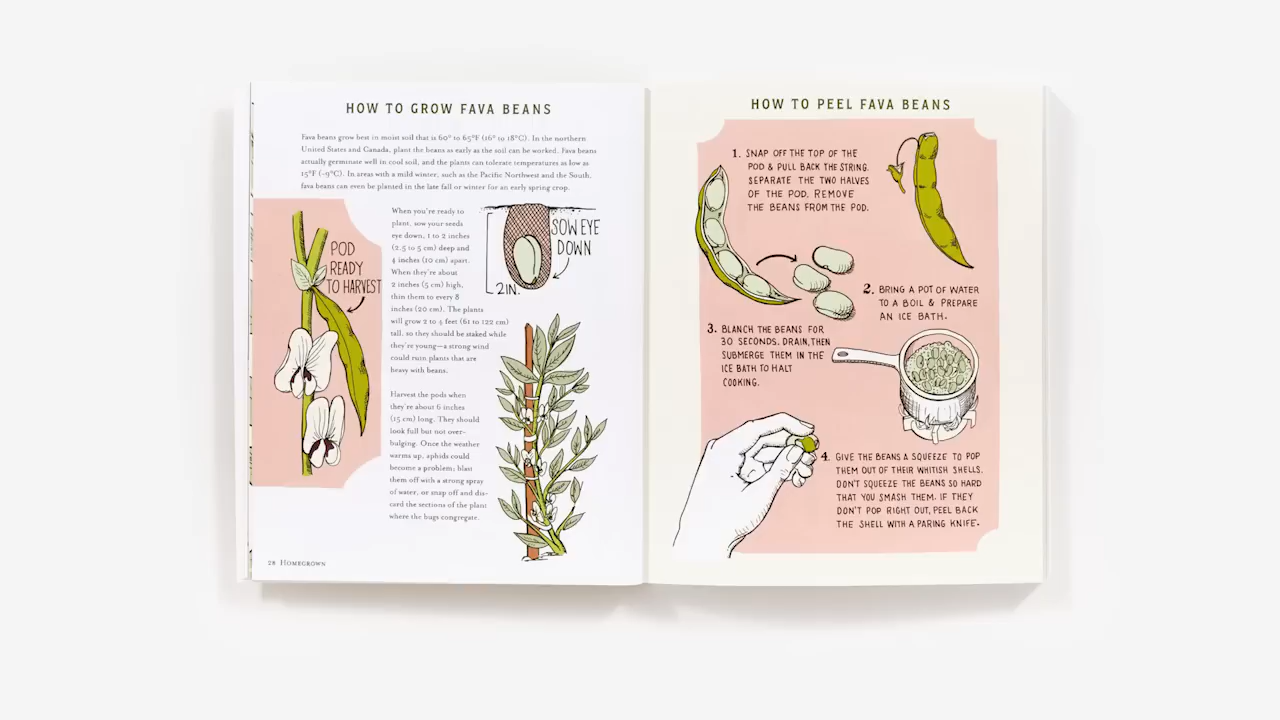 HOW TO GROW FAVA BEANS
Fava beans grow best in moist soil that is 60° to 65°F (16° to 18°C). In the northern
United States and Canada, plant the beans as early as the soil can be worked. Fava beans
actually germinate well in cool soil, and the plants can tolerate temperatures as low as
15°F (-9°C). In areas with a mild winter, such as the Pacific Northwest and the South,
fava beans can even be planted in the late fall or winter for an early spring crop.
POD
READY
TO HARVEST
When you're ready to
plant, sow your seeds
eye down, 1 to 2 inches
(2.5 to 5 cm) deep and
4 inches (10 cm) apart.
When they're about
2 inches (5 cm) high,
thin them to every 8
inches (20 cm). The plants
will grow 2 to 4 feet (61 to 122 cm)
tall, so they should be staked while
they're young—a strong wind
could ruin plants that are
heavy with beans.
Harvest the pods when
they're about 6 inches
(15 cm) long. They should
look full but not over-
bulging. Once the weather
warms up, aphids could
become a problem; blast
them off with a strong spray
of water, or snap off and dis-
card the sections of the plant
where the bugs congregate.
SOW EYE
DOWN
2IN.
28 HOMEGROWN
HOW TO PEEL FAVA BEANS
1. SNAP OFF THE TOP OF THE
POD & PULL BACK THE STRING.
SEPARATE THE TWO HALVES
OF THE POD. REMOVE
THE BEANS FROM THE POD.
2. BRING A POT OF WATER
TO A BOIL & PREPARE
AN ICE BATH.
3. BLANCH THE BEANS FOR
30 SECONDS. DRAIN, THEN
SUBMERGE THEM IN THE
ICE BATH TO HALT
COOKING.
4. GIVE THE BEANS A SQUEEZE TO POP
THEM OUT OF THEIR WHITISH SHELLS.
DON'T SQUEEZE THE BEANS SO HARD
THAT YOU SMASH THEM. IF THEY
DON'T POP RIGHT OUT, PEEL BACK
THE SHELL WITH A PARING KNIFE.